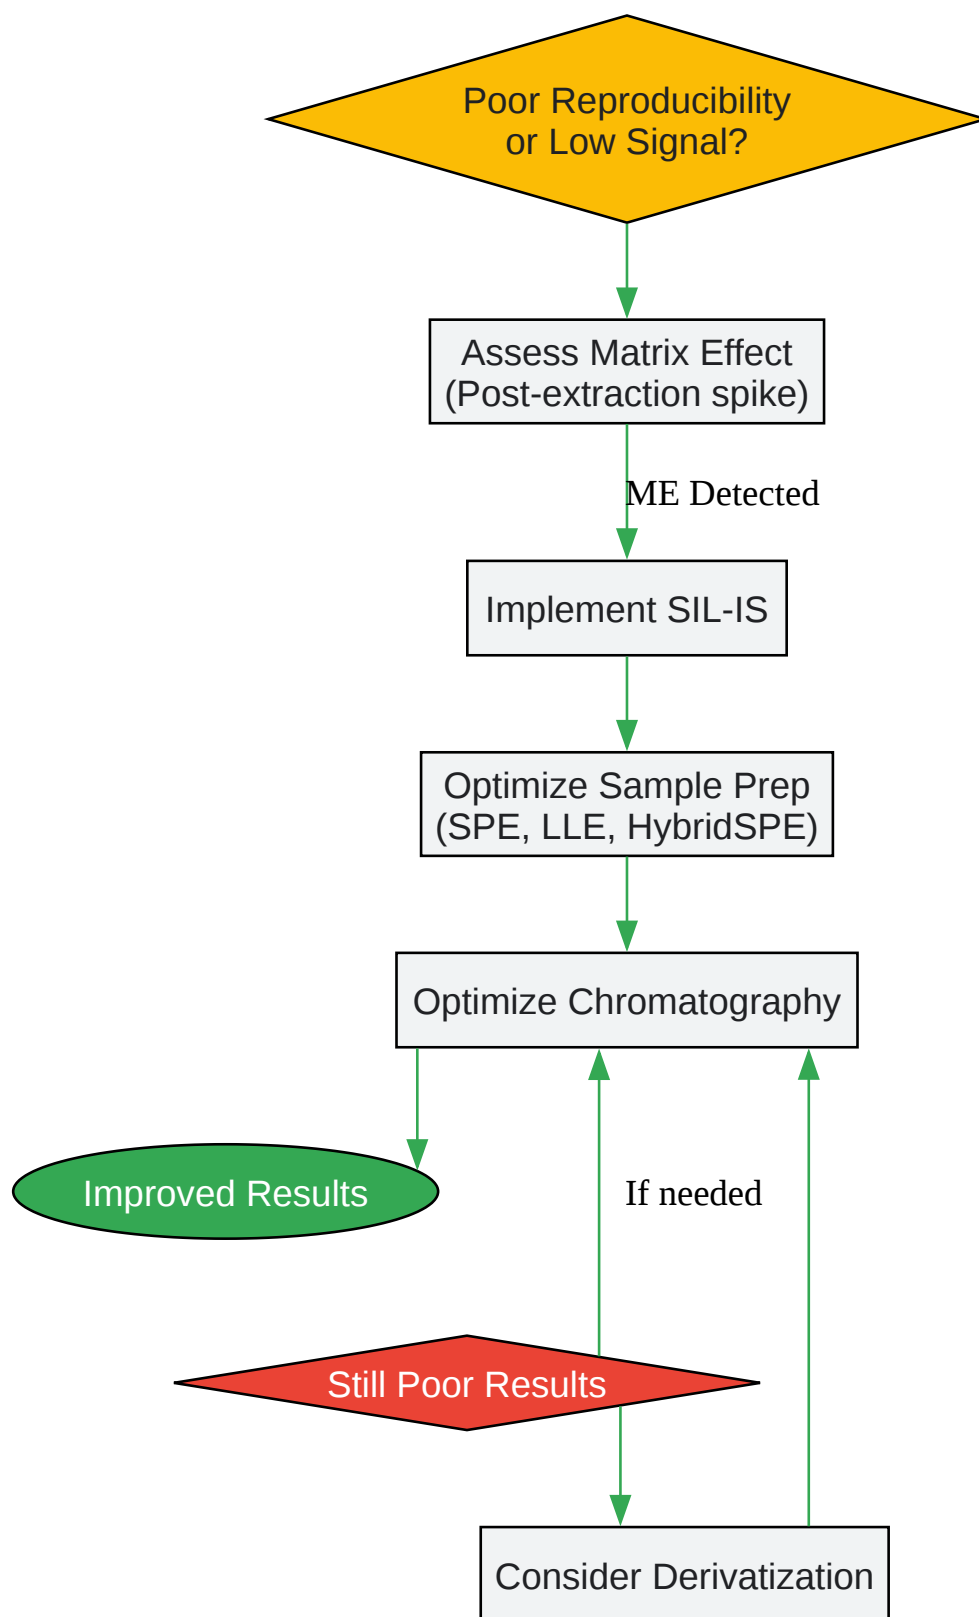 Poor Reproducibility
or Low Signal?
Assess Matrix Effect
(Post-extraction spike)
ME Detected
Implement SIL-IS
Optimize Sample Prep
(SPE, LLE, HybridSPE)
Optimize Chromatography
Improved Results
If needed
Still Poor Results
Consider Derivatization